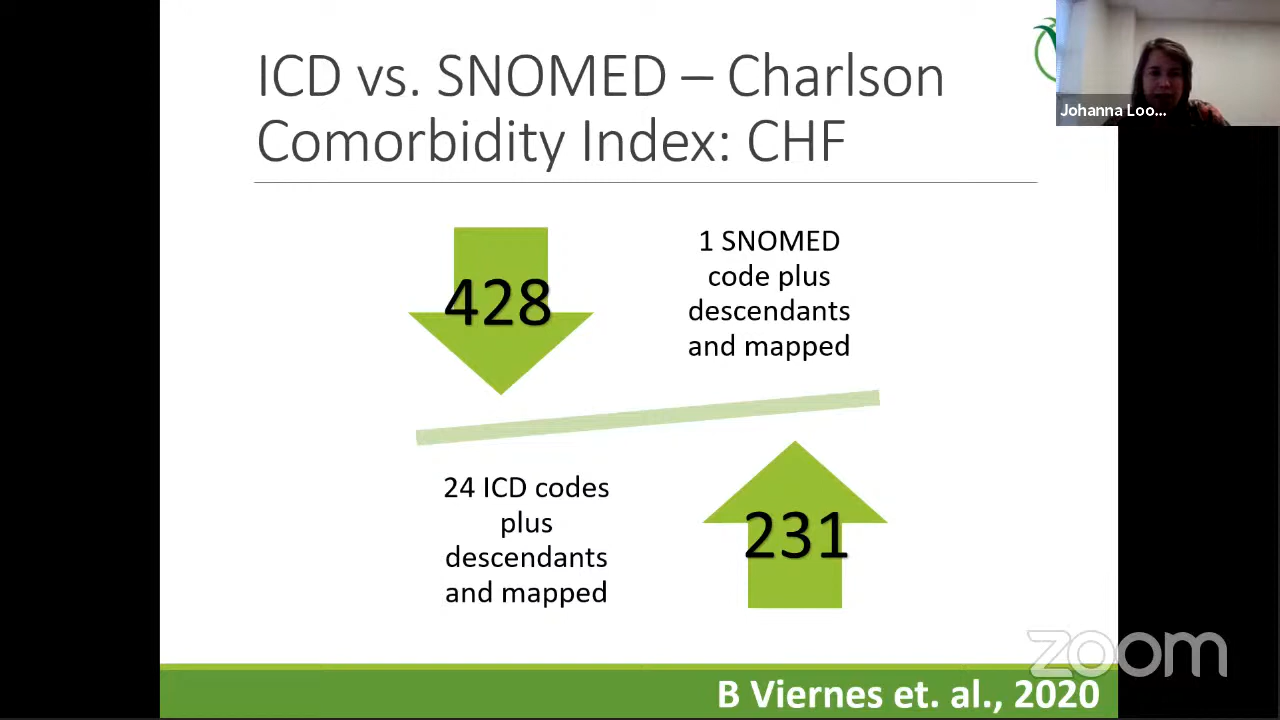 ICD vs. SNOMED – Charlson
Comorbidity Index: CHF
Johanna Loo...
428
1 SNOMED
code plus
descendants
and mapped
24 ICD codes
plus
descendants
and mapped
231
zoom
B Viernes et. al., 2020